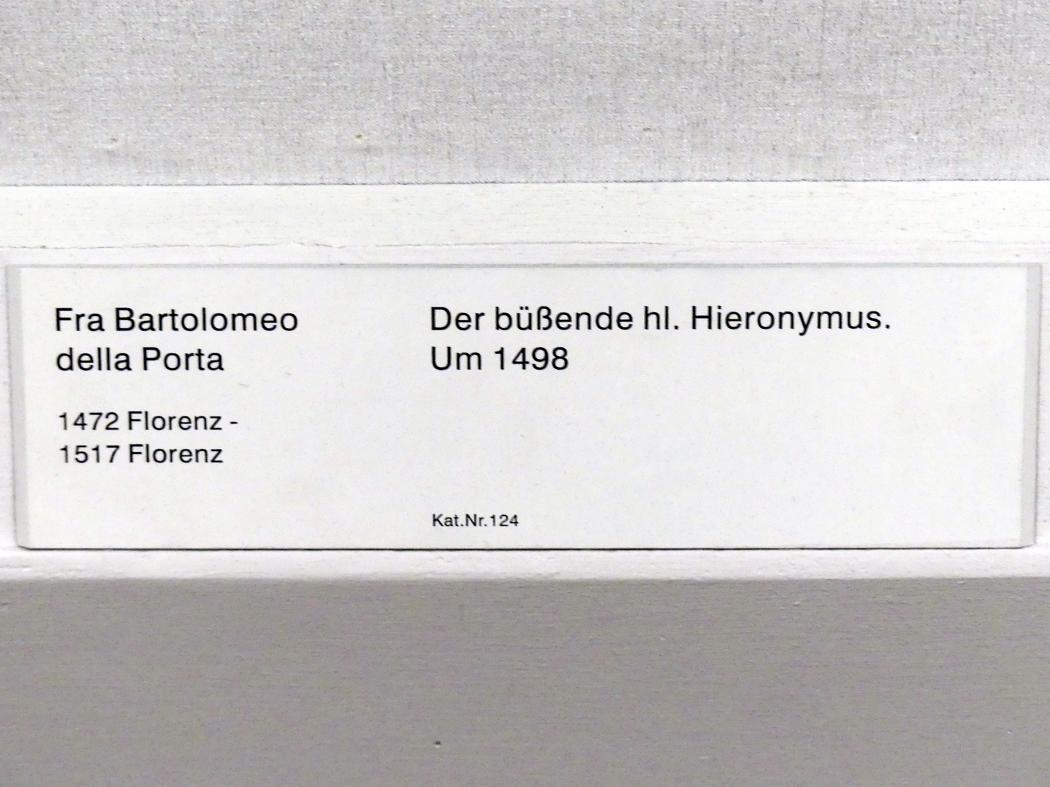 Fra Bartolomeo
della Porta
1472 Florenz -
1517 Florenz
Der büßende hl. Hieronymus.
Um 1498
Kat.Nr.124